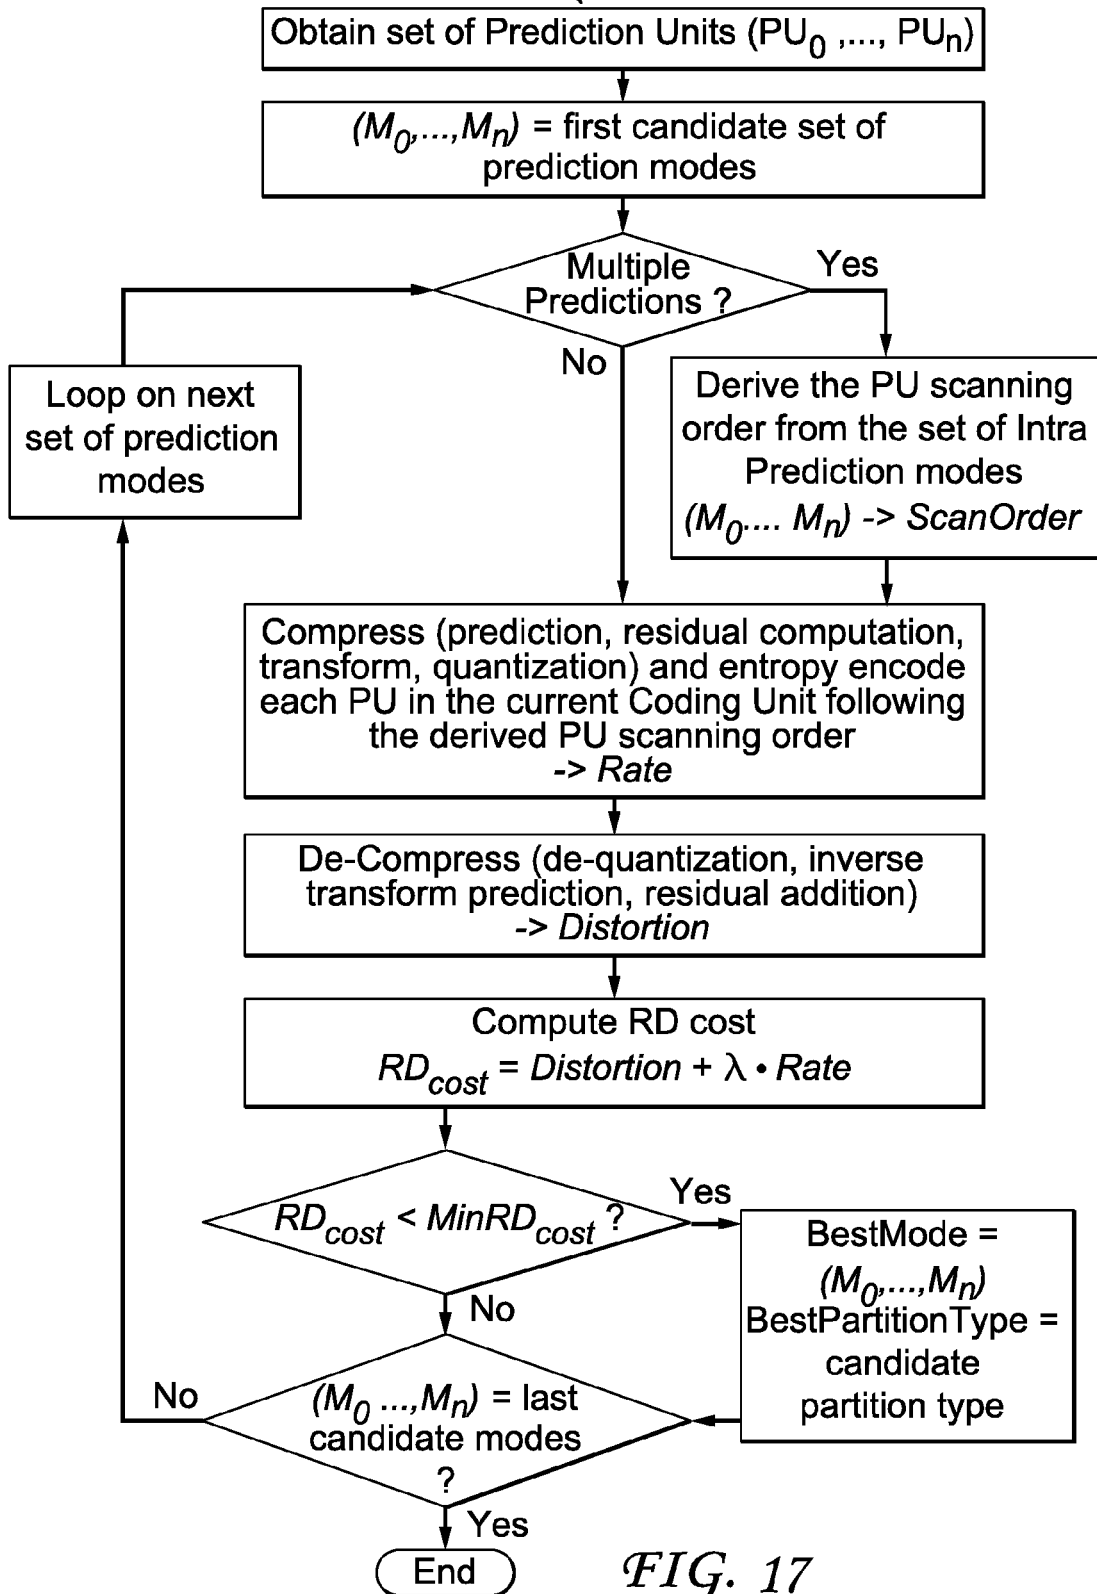 Obtain set of Prediction Units (PU0 ,..., PUn)
(M0,...,Mn) = first candidate set of
prediction modes
Multiple
Predictions ?
Yes
No
Loop on next
set of prediction
modes
Derive the PU scanning
order from the set of Intra
Prediction modes
(M0.... Mn) -> ScanOrder
Compress (prediction, residual computation,
transform, quantization) and entropy encode
each PU in the current Coding Unit following
the derived PU scanning order
-> Rate
De-Compress (de-quantization, inverse
transform prediction, residual addition)
-> Distortion
Compute RD cost
RDcost = Distortion + λ • Rate
RDcost < MinRDcost ?
Yes
No
BestMode =
(M0,...,Mn)
BestPartitionType =
candidate
partition type
(M0 ...,Mn) = last
candidate modes
?
No
Yes
End
FIG. 17